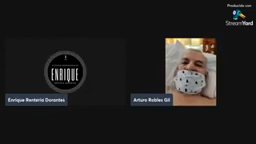 Producido con
StreamYard
ENRIQUE
Enrique Rentería Dorantes
Arturo Robles Gil